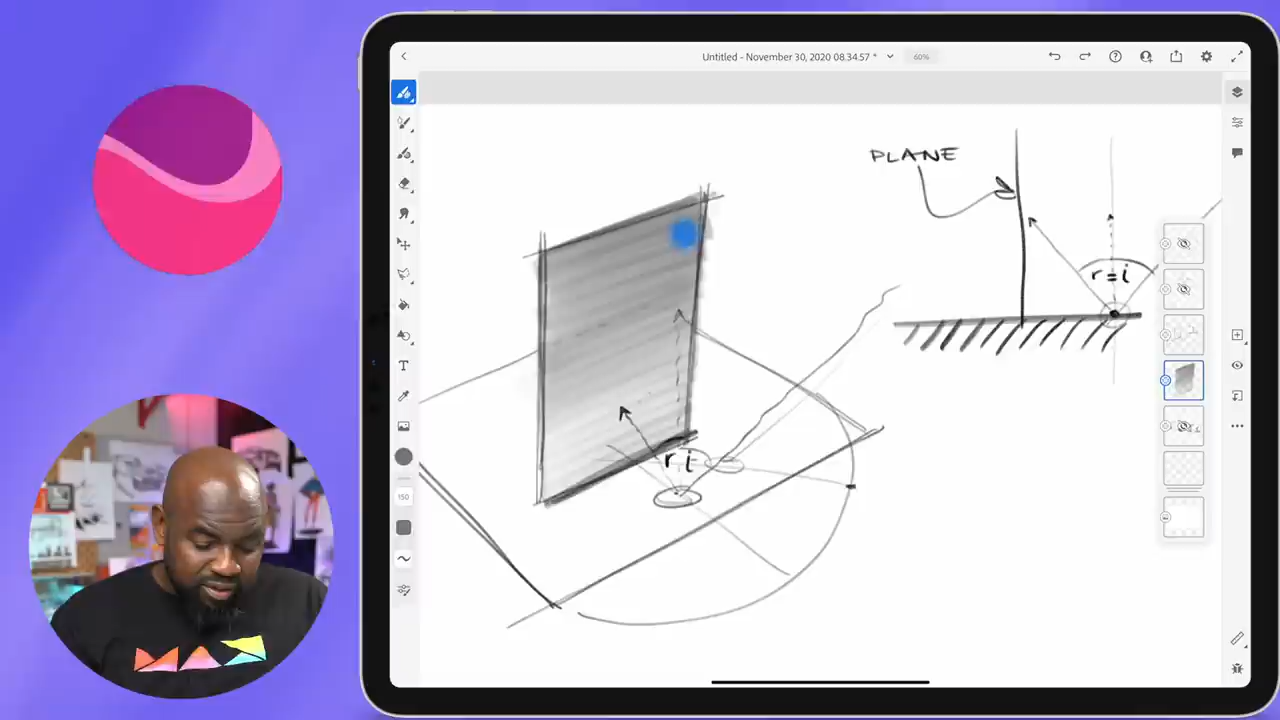 Untitled - November 30, 2020 08.34.57 *
60%
PLANE
r = i
r i
T
150